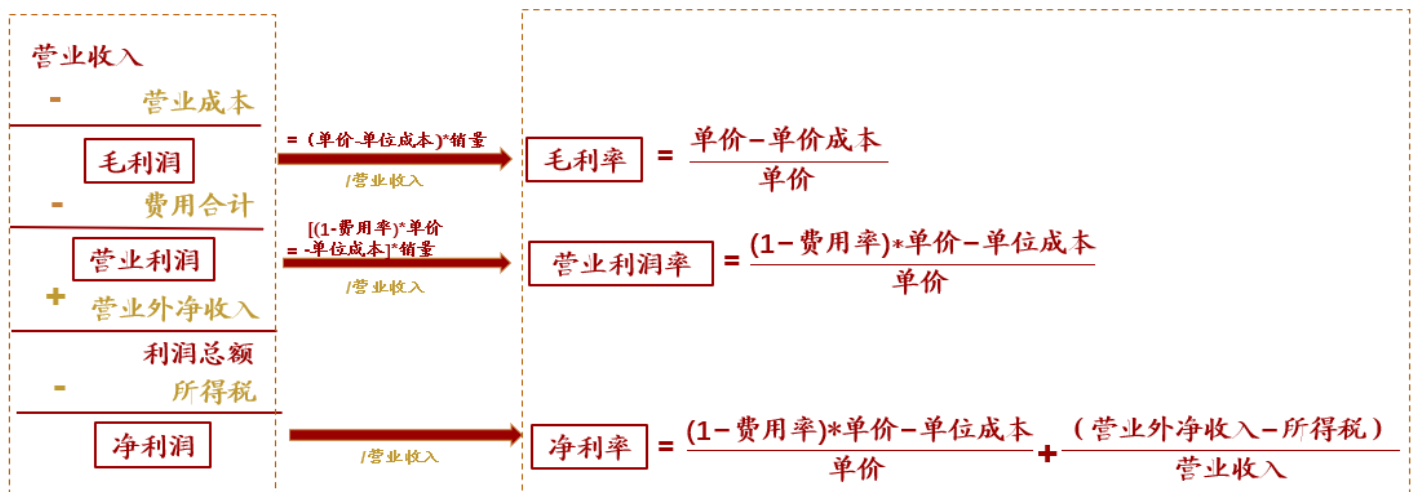 营业收入
- 营业成本
毛利润
- 费用合计
营业利润
+ 营业外净收入
利润总额
- 所得税
净利润
= (单价-单位成本)*销量
/营业收入
毛利率 = 单价-单价成本
单价
[(1-费用率)*单价
= -单位成本]*销量
/营业收入
营业利润率 = (1-费用率)*单价-单位成本
单价
/营业收入
净利率 = (1-费用率)*单价-单位成本 + (营业外净收入-所得税)
单价 营业收入